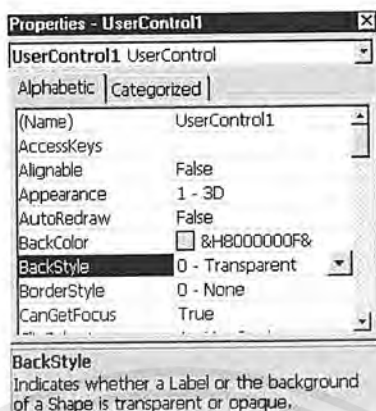 Properties - UserControl1
UserControl1 UserControl
Alphabetic Categorized
(Name) UserControl1
AccessKeys
Alignable False
Appearance 1 - 3D
AutoRedraw False
BackColor &H8000000F&
BackStyle 0 - Transparent
BorderStyle 0 - None
CanGetFocus True
BackStyle
Indicates whether a Label or the background
of a Shape is transparent or opaque.